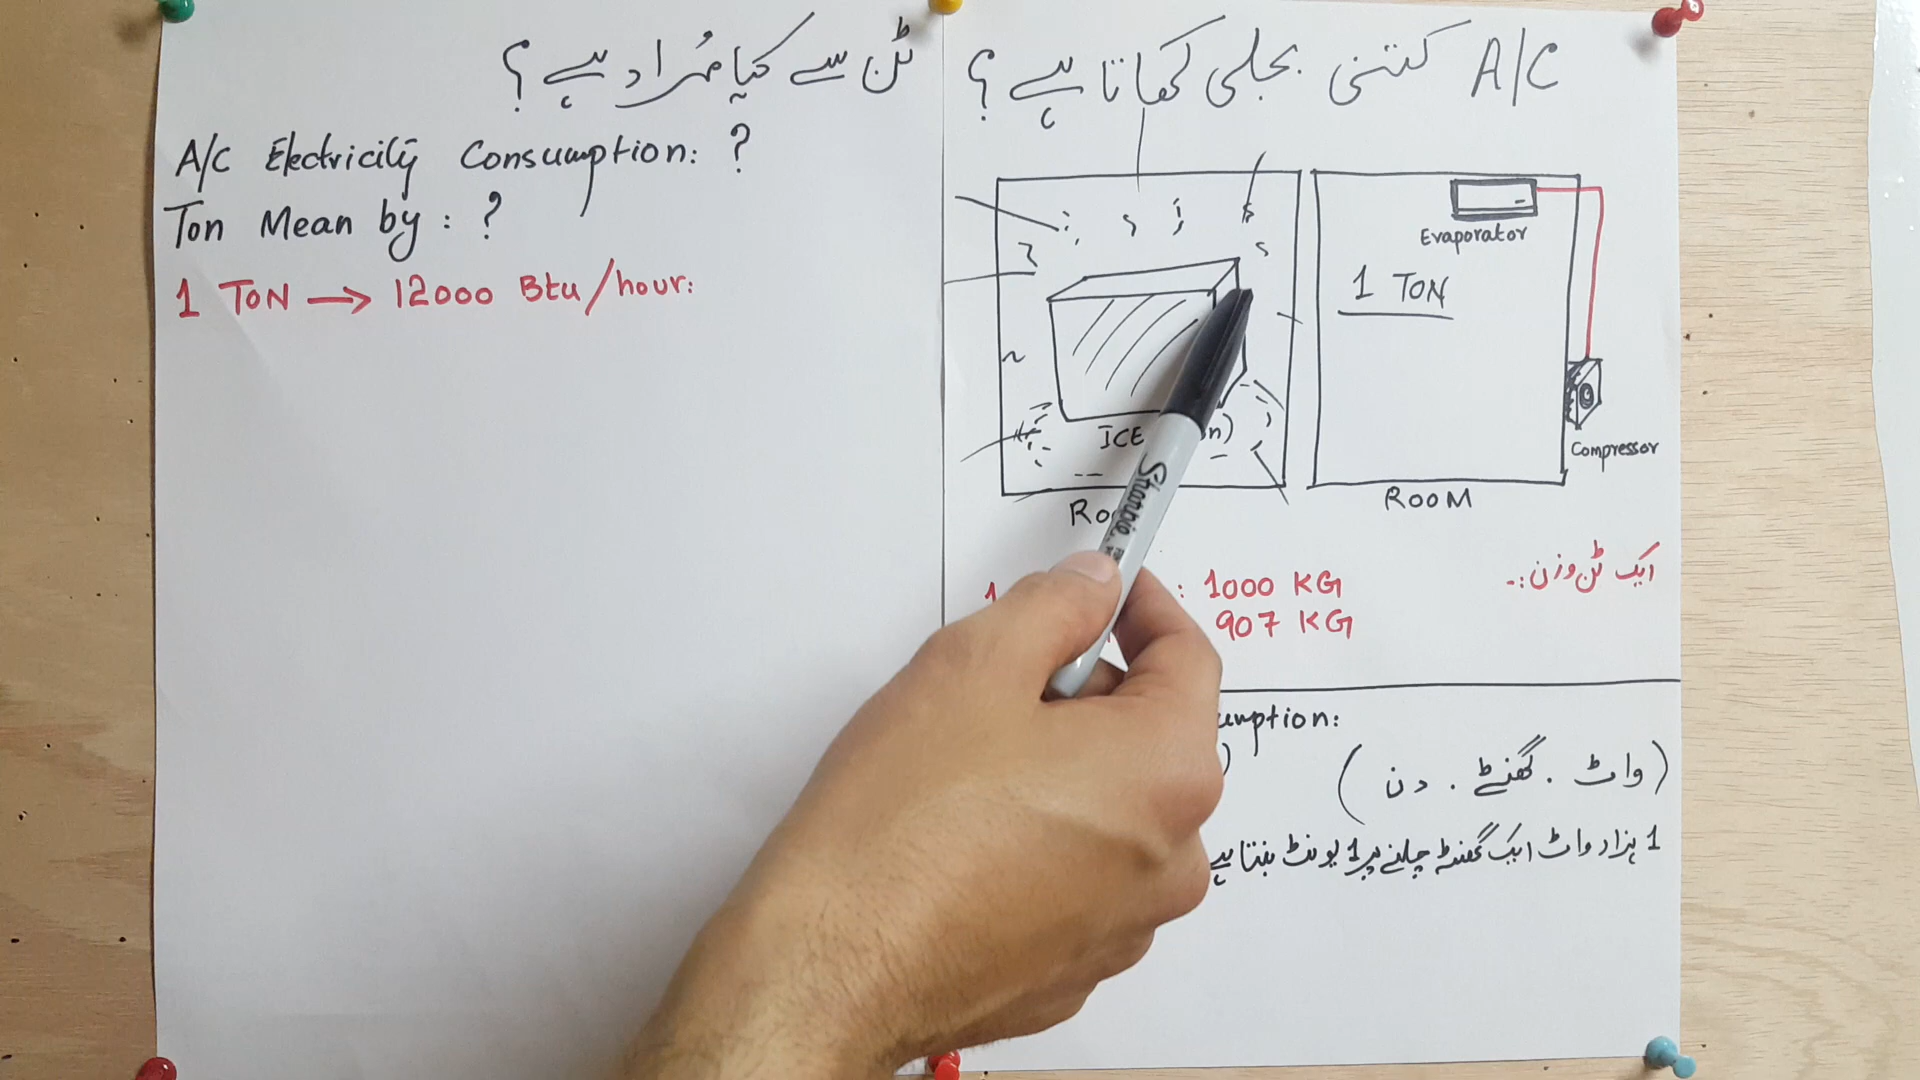 ٹن سے کیا مُراد ہے ؟
A/C Electricity Consumption: ?
Ton Mean by : ?
1 TON → 12000 Btu/hour:
A/C کتنی بجلی کھاتا ہے ؟
Evaporator
1 TON
Compressor
ICE
ROOM
Sharpie
ایک ٹن وزن :-
1 : 1000 KG
907 KG
(واٹ . گھنٹے . دن)
1 ہزار واٹ ایک گھنٹہ چلنے پر 1 یونٹ بنتا ہے